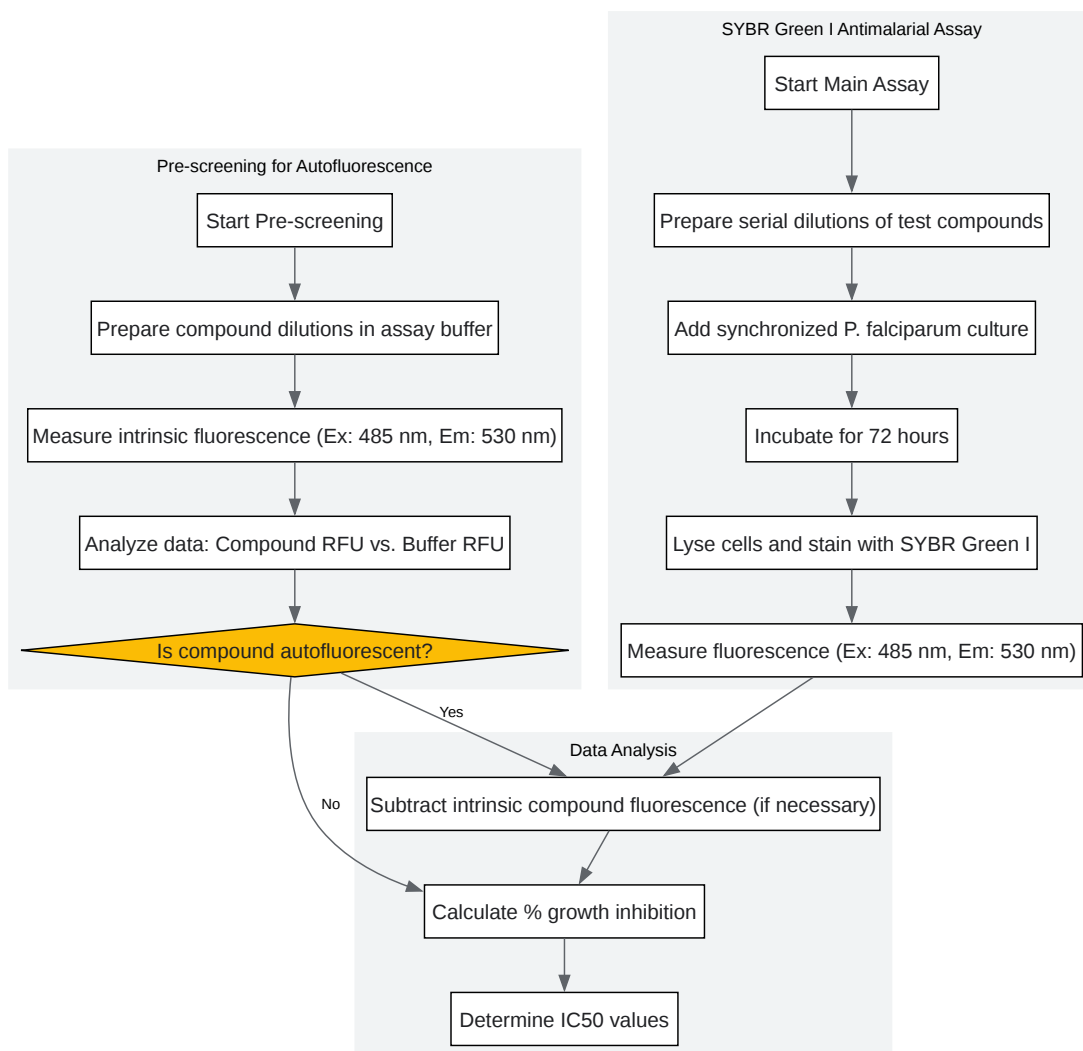 Pre-screening for Autofluorescence
Start Pre-screening
Prepare compound dilutions in assay buffer
Measure intrinsic fluorescence (Ex: 485 nm, Em: 530 nm)
Analyze data: Compound RFU vs. Buffer RFU
Is compound autofluorescent?
SYBR Green I Antimalarial Assay
Start Main Assay
Prepare serial dilutions of test compounds
Add synchronized P. falciparum culture
Incubate for 72 hours
Lyse cells and stain with SYBR Green I
Measure fluorescence (Ex: 485 nm, Em: 530 nm)
Yes
No
Data Analysis
Subtract intrinsic compound fluorescence (if necessary)
Calculate % growth inhibition
Determine IC50 values